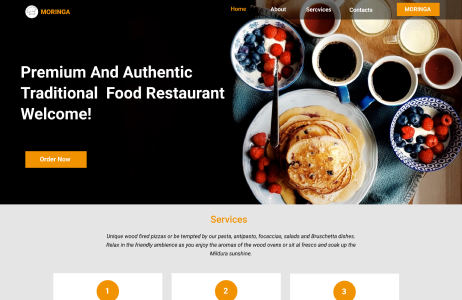 MORINGA
Home About Sercvices Contacts MORINGA
Premium And Authentic
Traditional Food Restaurant
Welcome!
Order Now
Services
Unique wood fired pizzas or be tempted by our pasta, antipasto, focaccias, salads and Bruschetta dishes.
Relax in the friendly ambience as you enjoy the aromas of the wood ovens or sit al fresco and soak up the
Mildura sunshine.
1 2 3